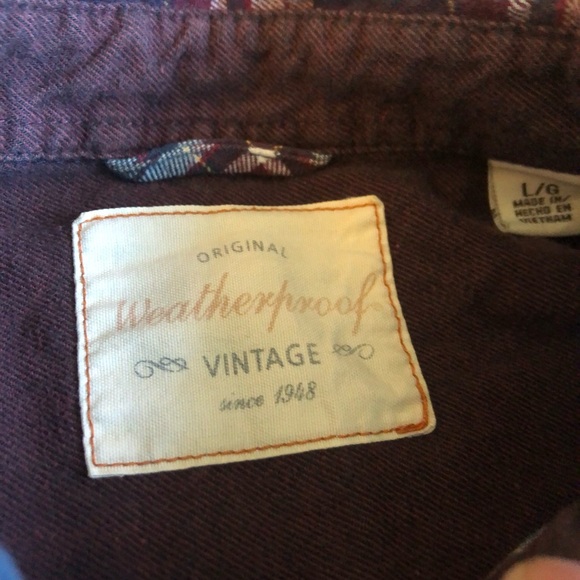 ORIGINAL
Weatherproof
VINTAGE
since 1948
L/G
MADE IN/
HECHO EN
VIETNAM